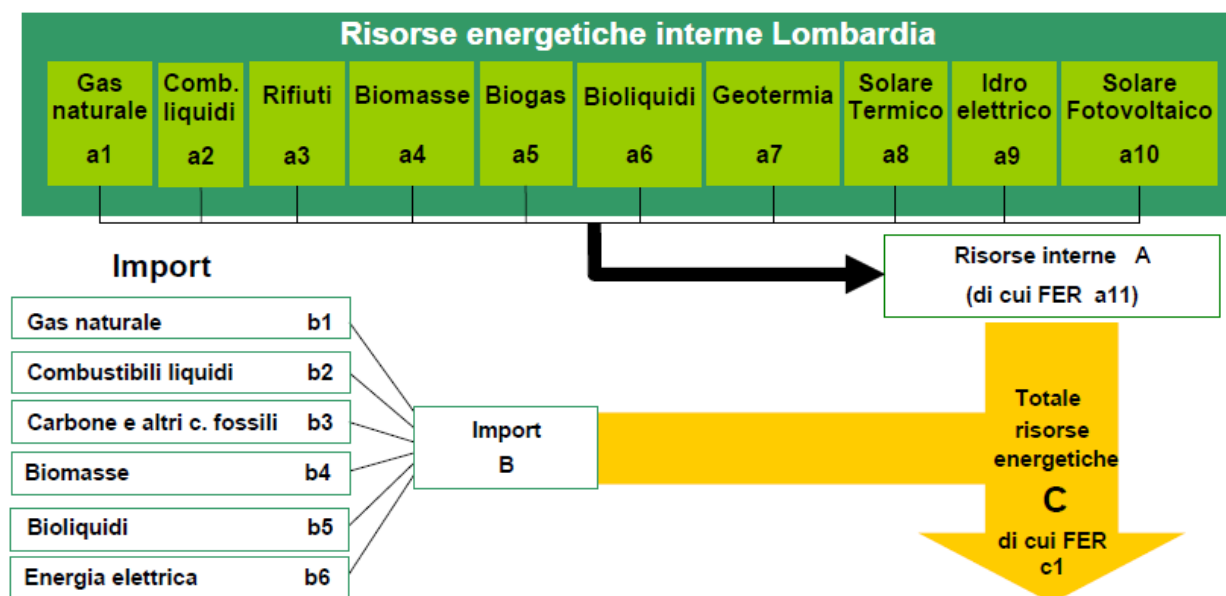 Risorse energetiche interne Lombardia
Gas
naturale
a1
Comb.
liquidi
a2
Rifiuti
a3
Biomasse
a4
Biogas
a5
Bioliquidi
a6
Geotermia
a7
Solare
Termico
a8
Idro
elettrico
a9
Solare
Fotovoltaico
a10
Risorse interne A
(di cui FER a11)
Import
Gas naturale b1
Combustibili liquidi b2
Carbone e altri c. fossili b3
Biomasse b4
Bioliquidi b5
Energia elettrica b6
Import
B
Totale
risorse
energetiche
C
di cui FER
c1